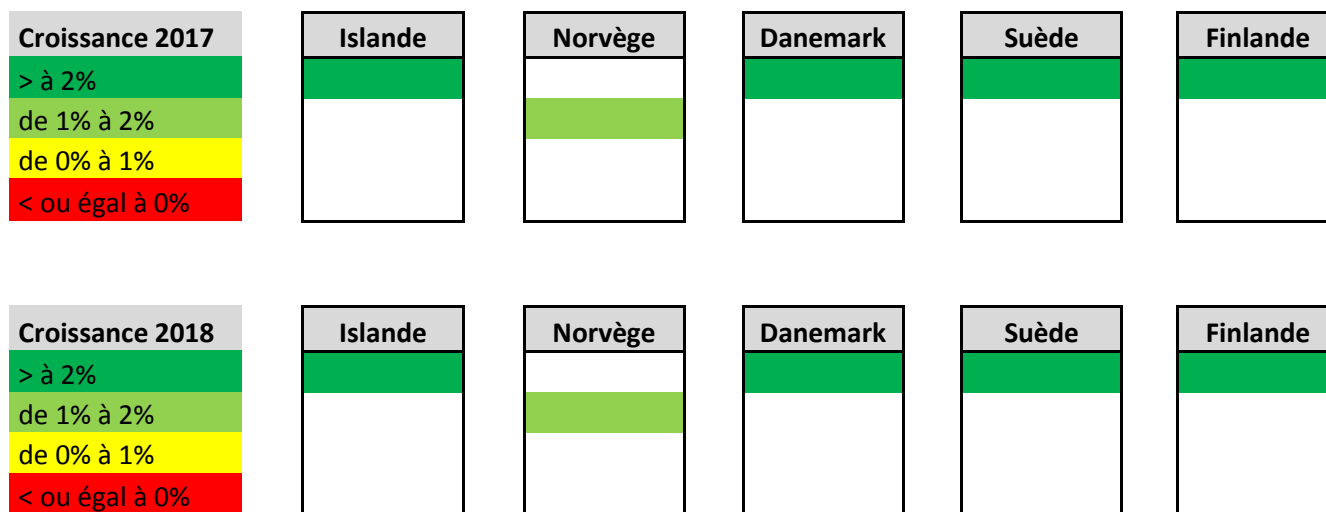 Croissance 2017 Islande Norvège Danemark Suède Finlande
> à 2%
de 1% à 2%
de 0% à 1%
< ou égal à 0%
Croissance 2018 Islande Norvège Danemark Suède Finlande
> à 2%
de 1% à 2%
de 0% à 1%
< ou égal à 0%